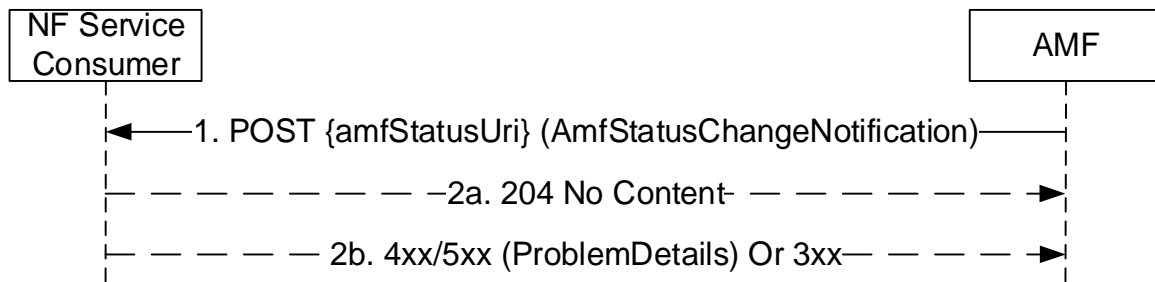 NF Service
Consumer
AMF
1. POST {amfStatusUri} (AmfStatusChangeNotification)
2a. 204 No Content
2b. 4xx/5xx (ProblemDetails) Or 3xx